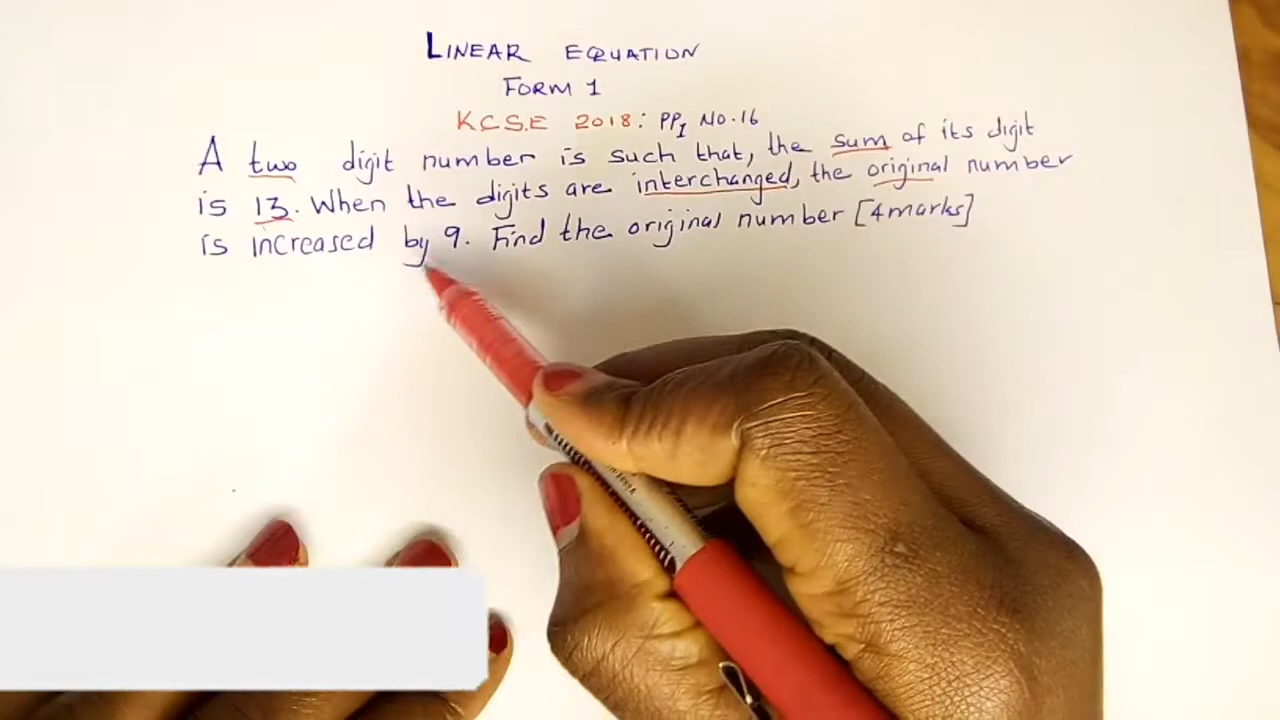 LINEAR EQUATION
FORM 1
K.C.S.E 2018: PP1 NO.16
A two digit number is such that, the sum of its digit
is 13. When the digits are interchanged, the original number
is increased by 9. Find the original number [4marks]